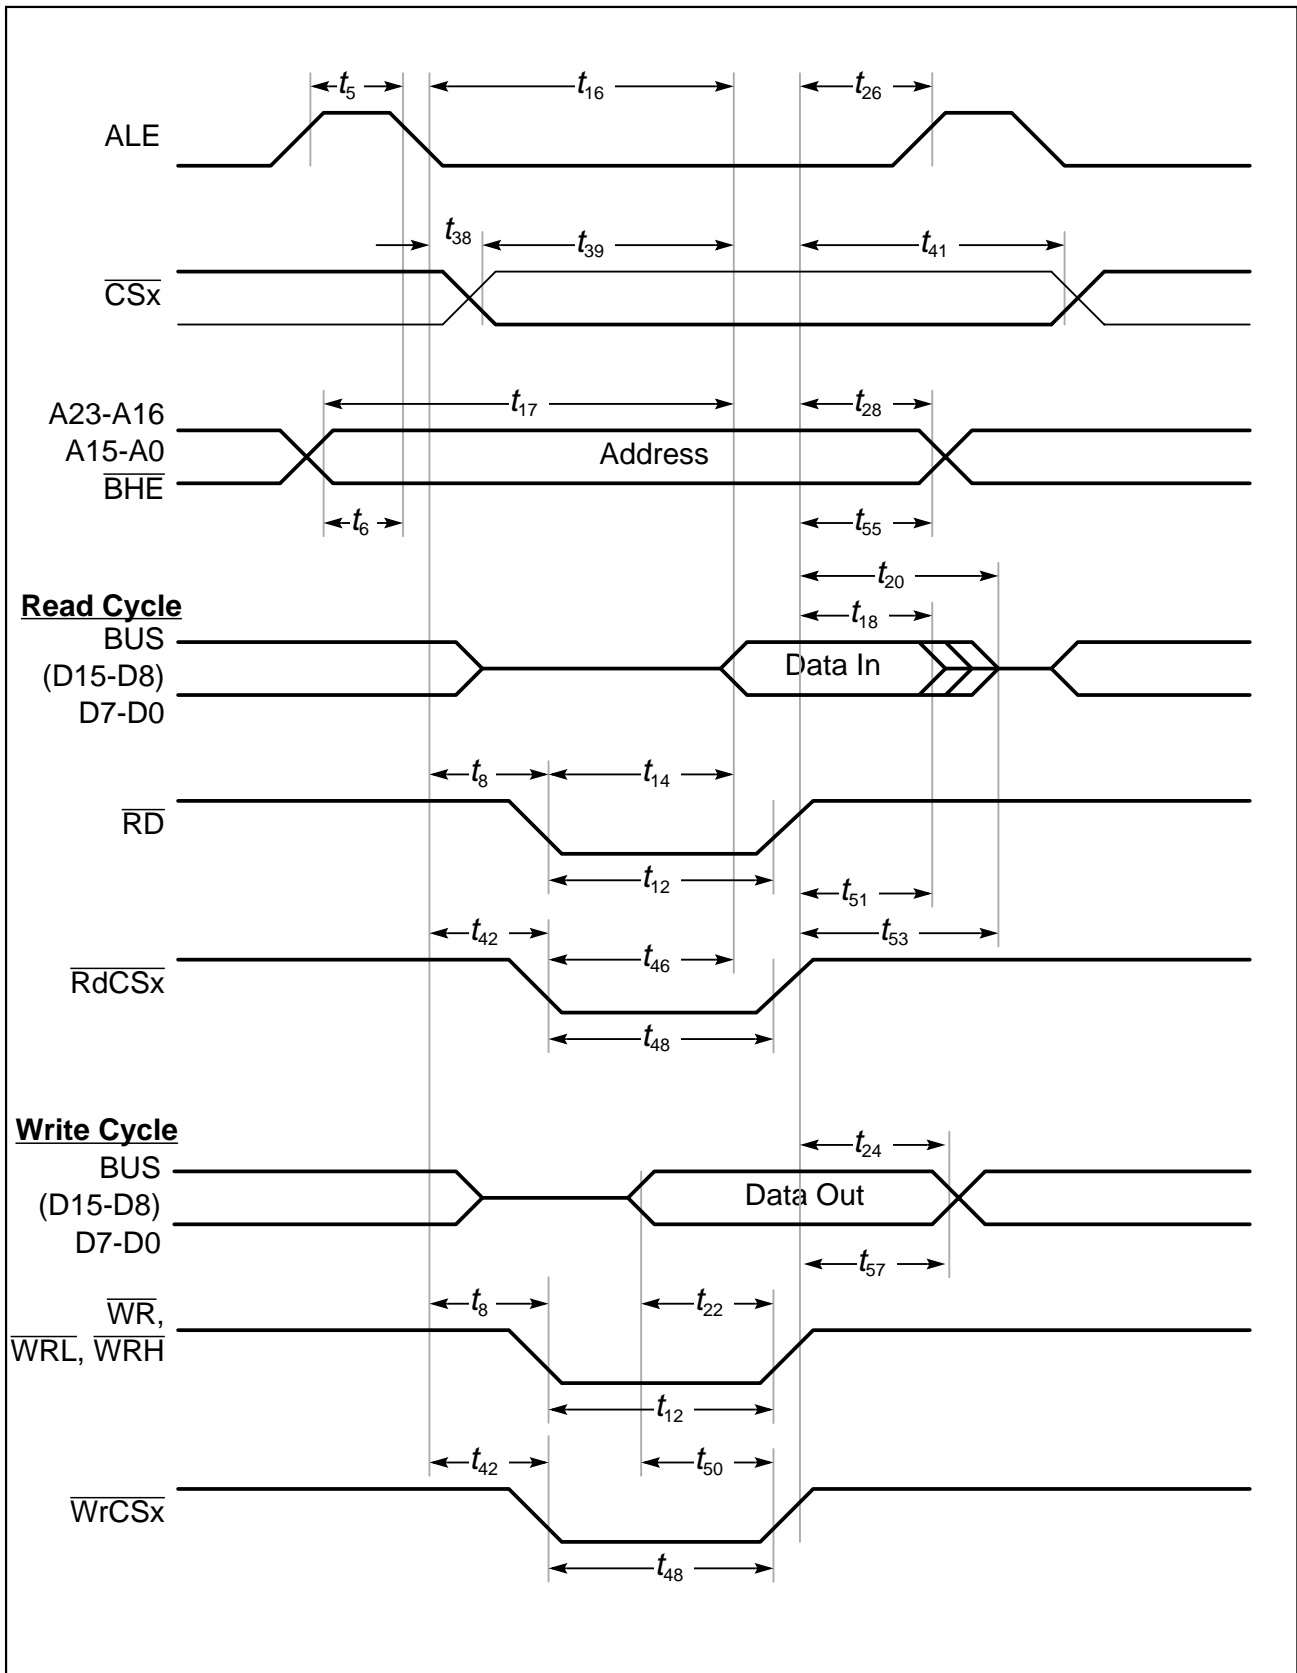 t5 t16 t26
ALE
t38 t39 t41
CSx
t17 t28
A23-A16
A15-A0
BHE
Address
t6 t55
t20
Read Cycle
t18
BUS
(D15-D8)
D7-D0
Data In
t8 t14
RD
t12 t51
t42 t46 t53
RdCSx
t48
Write Cycle
t24
BUS
(D15-D8)
D7-D0
Data Out
t57
t8 t22
WR,
WRL, WRH
t12
t42 t50
WrCSx
t48